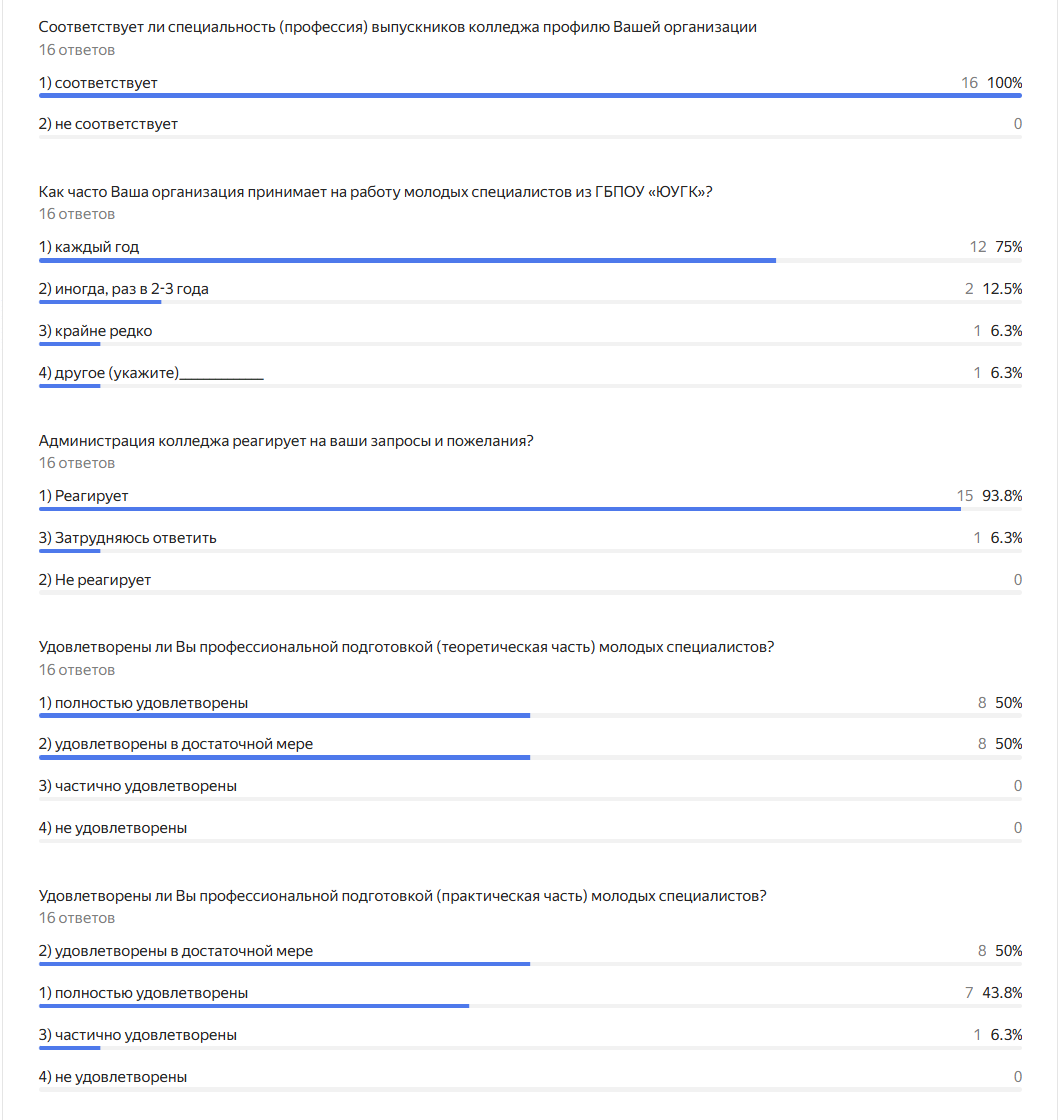 Соответствует ли специальность (профессия) выпускников колледжа профилю Вашей организации
16 ответов
1) соответствует 16 100%
2) не соответствует 0
Как часто Ваша организация принимает на работу молодых специалистов из ГБПОУ «ЮУГК»?
16 ответов
1) каждый год 12 75%
2) иногда, раз в 2-3 года 2 12.5%
3) крайне редко 1 6.3%
4) другое (укажите)____________ 1 6.3%
Администрация колледжа реагирует на ваши запросы и пожелания?
16 ответов
1) Реагирует 15 93.8%
3) Затрудняюсь ответить 1 6.3%
2) Не реагирует 0
Удовлетворены ли Вы профессиональной подготовкой (теоретическая часть) молодых специалистов?
16 ответов
1) полностью удовлетворены 8 50%
2) удовлетворены в достаточной мере 8 50%
3) частично удовлетворены 0
4) не удовлетворены 0
Удовлетворены ли Вы профессиональной подготовкой (практическая часть) молодых специалистов?
16 ответов
2) удовлетворены в достаточной мере 8 50%
1) полностью удовлетворены 7 43.8%
3) частично удовлетворены 1 6.3%
4) не удовлетворены 0